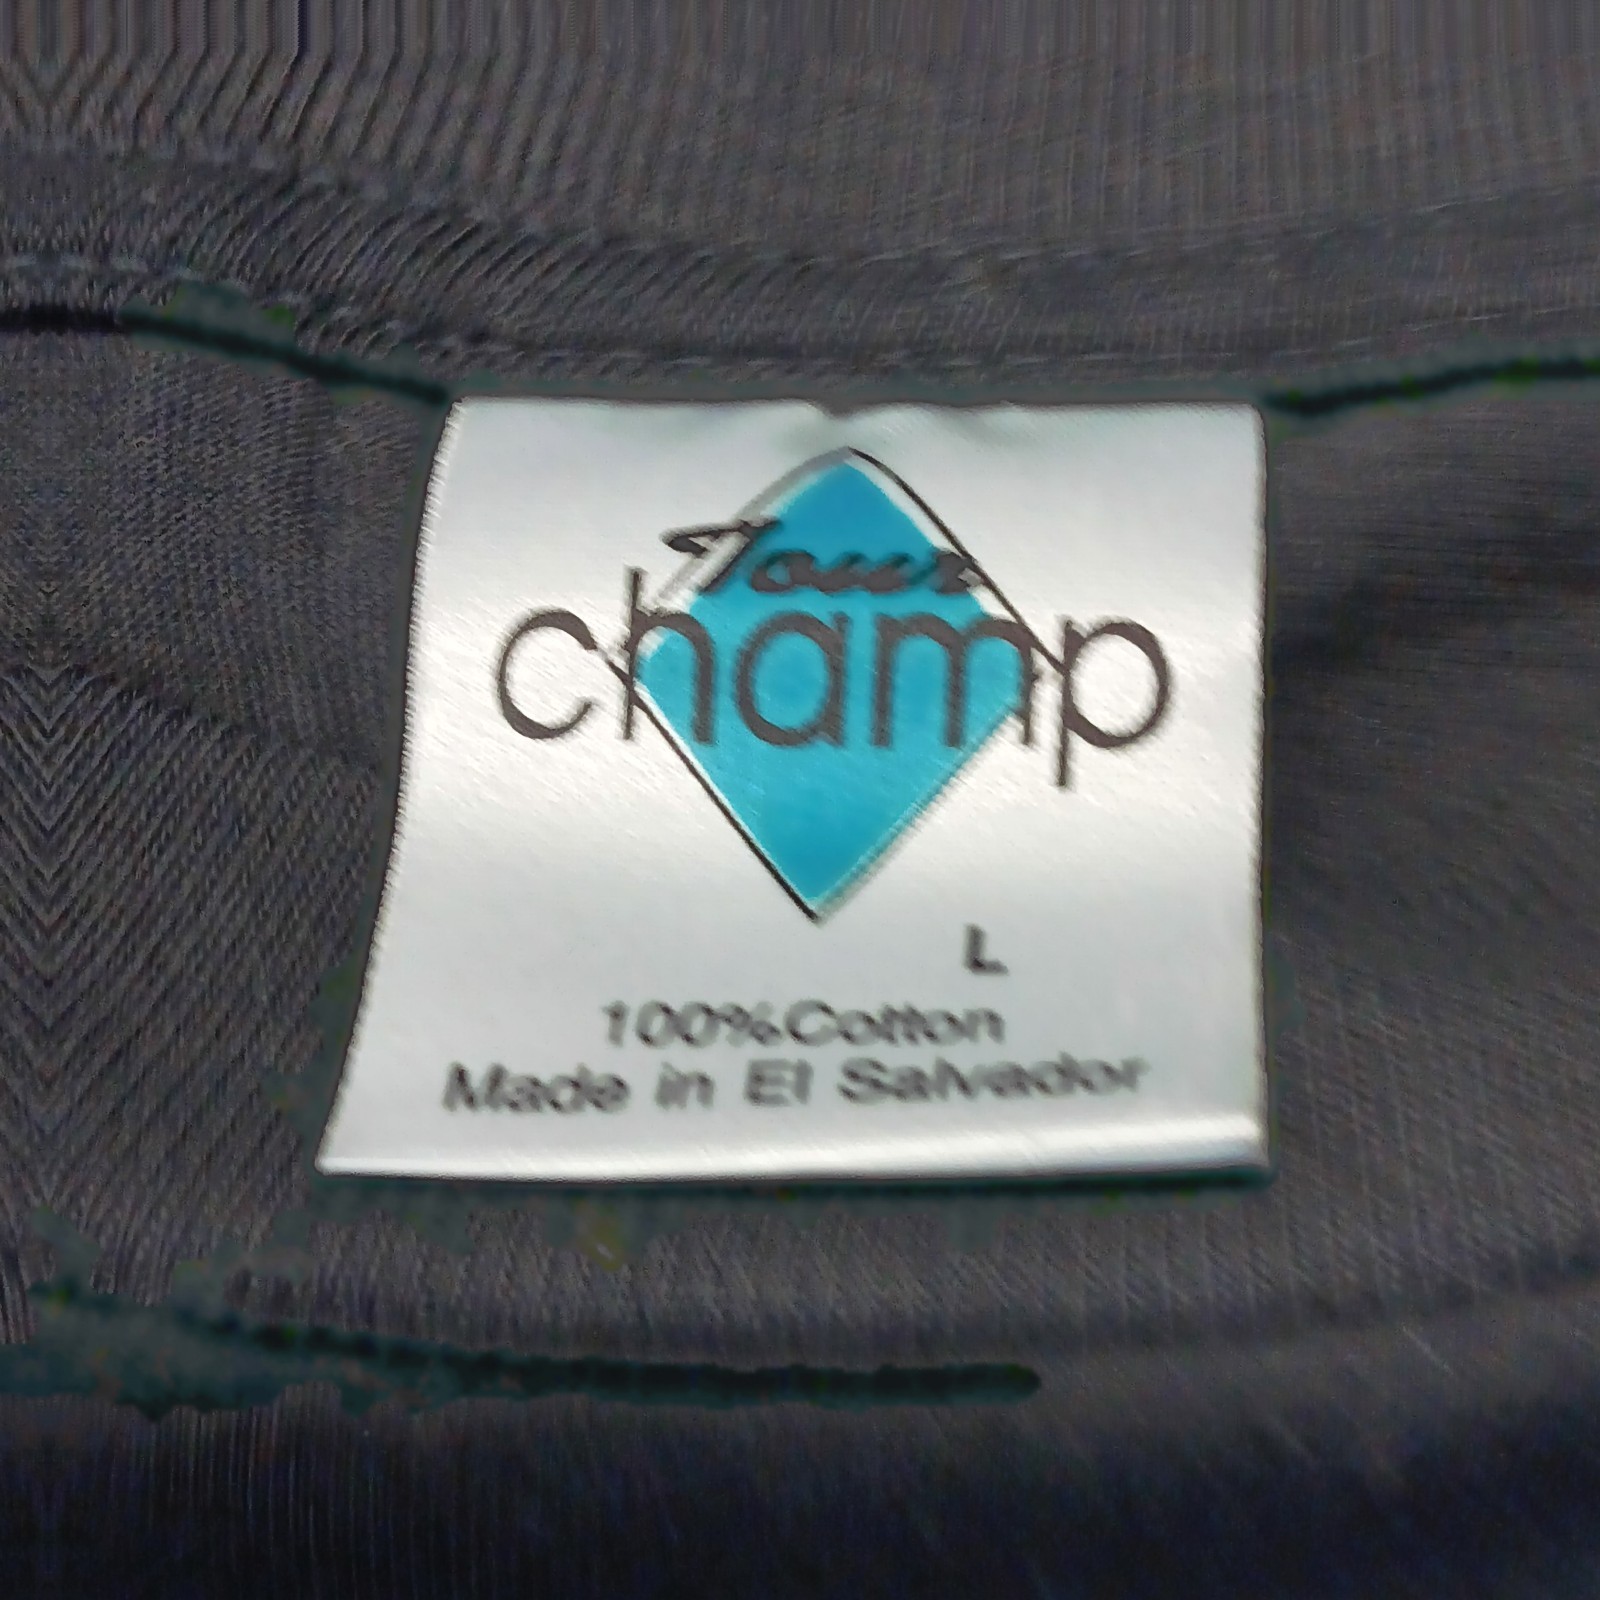 Tour
champ
L
100%Cotton
Made in El Salvador